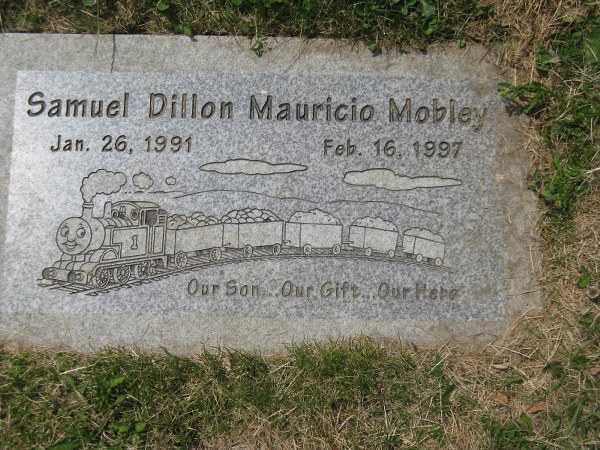 Samuel Dillon Mauricio Mobley
Jan. 26, 1991 Feb. 16, 1997
1
Our Son...Our Gift...Our Hero